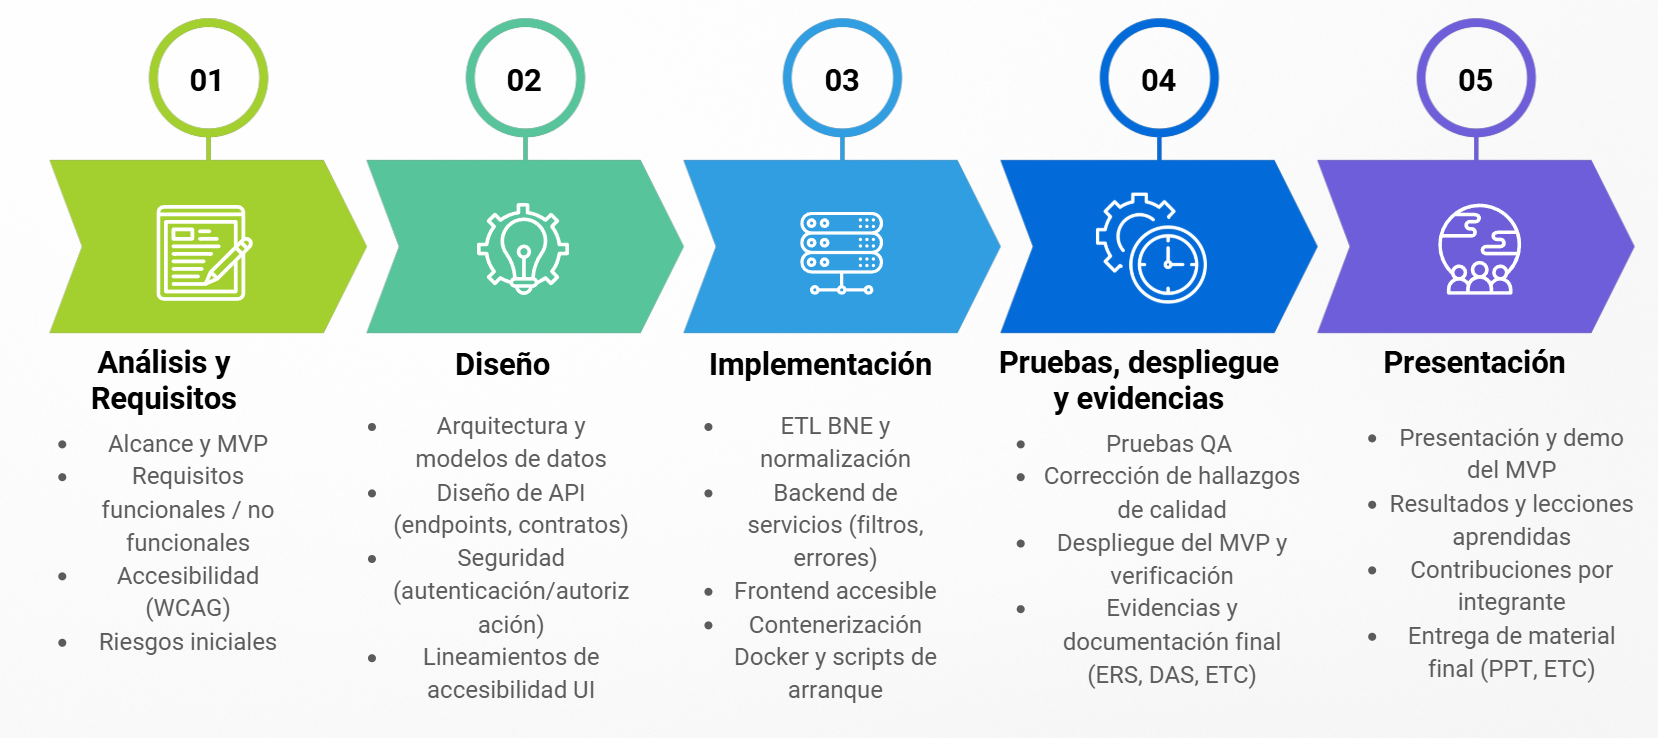 01
02
03
04
05
Análisis y
Requisitos
Alcance y MVP
Requisitos
funcionales / no
funcionales
Accesibilidad
(WCAG)
Riesgos iniciales
Diseño
Arquitectura y
modelos de datos
Diseño de API
(endpoints, contratos)
Seguridad
(autenticación/autoriz
ación)
Lineamientos de
accesibilidad UI
Implementación
ETL BNE y
normalización
Backend de
servicios (filtros,
errores)
Frontend accesible
Contenerización
Docker y scripts de
arranque
Pruebas, despliegue
y evidencias
Pruebas QA
Corrección de hallazgos
de calidad
Despliegue del MVP y
verificación
Evidencias y
documentación final
(ERS, DAS, ETC)
Presentación
Presentación y demo
del MVP
Resultados y lecciones
aprendidas
Contribuciones por
integrante
Entrega de material
final (PPT, ETC)